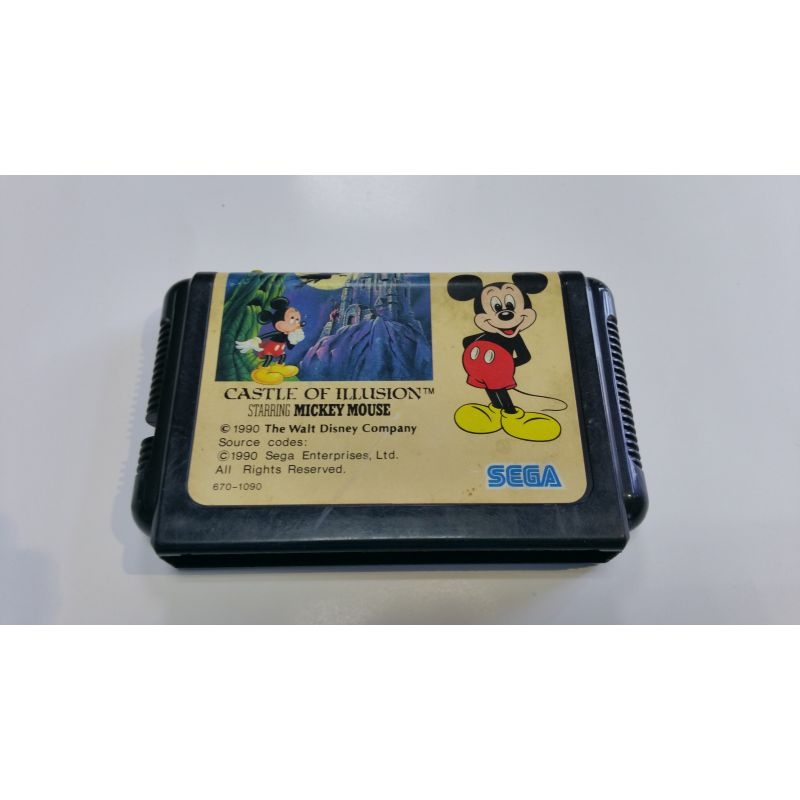 CASTLE OF ILLUSION™
STARRING MICKEY MOUSE
© 1990 The Walt Disney Company
Source codes:
© 1990 Sega Enterprises, Ltd.
All Rights Reserved.
670-1090
SEGA